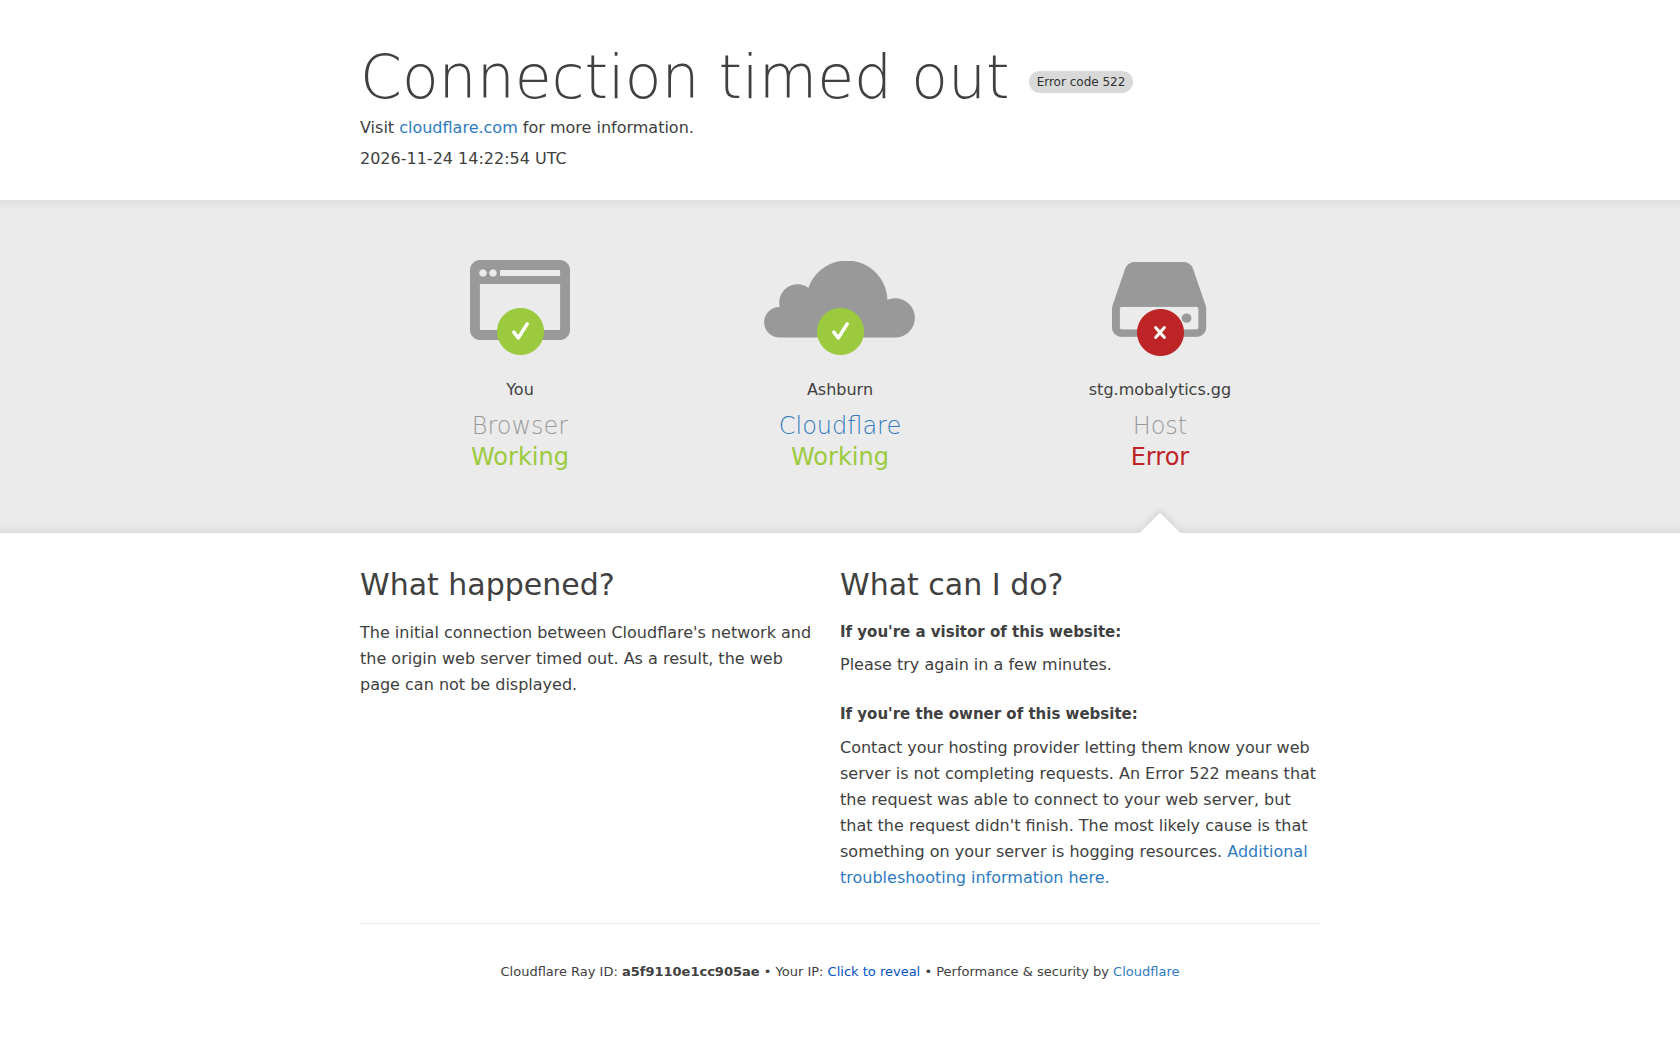 Connection timed out Error code 522
Visit cloudflare.com for more information.
2026-11-24 14:22:54 UTC
You
Browser
Working
Ashburn
Cloudflare
Working
stg.mobalytics.gg
Host
Error
What happened?
The initial connection between Cloudflare's network and
the origin web server timed out. As a result, the web
page can not be displayed.
What can I do?
If you're a visitor of this website:
Please try again in a few minutes.
If you're the owner of this website:
Contact your hosting provider letting them know your web
server is not completing requests. An Error 522 means that
the request was able to connect to your web server, but
that the request didn't finish. The most likely cause is that
something on your server is hogging resources. Additional
troubleshooting information here.
Cloudflare Ray ID: a5f9110e1cc905ae • Your IP: Click to reveal • Performance & security by Cloudflare